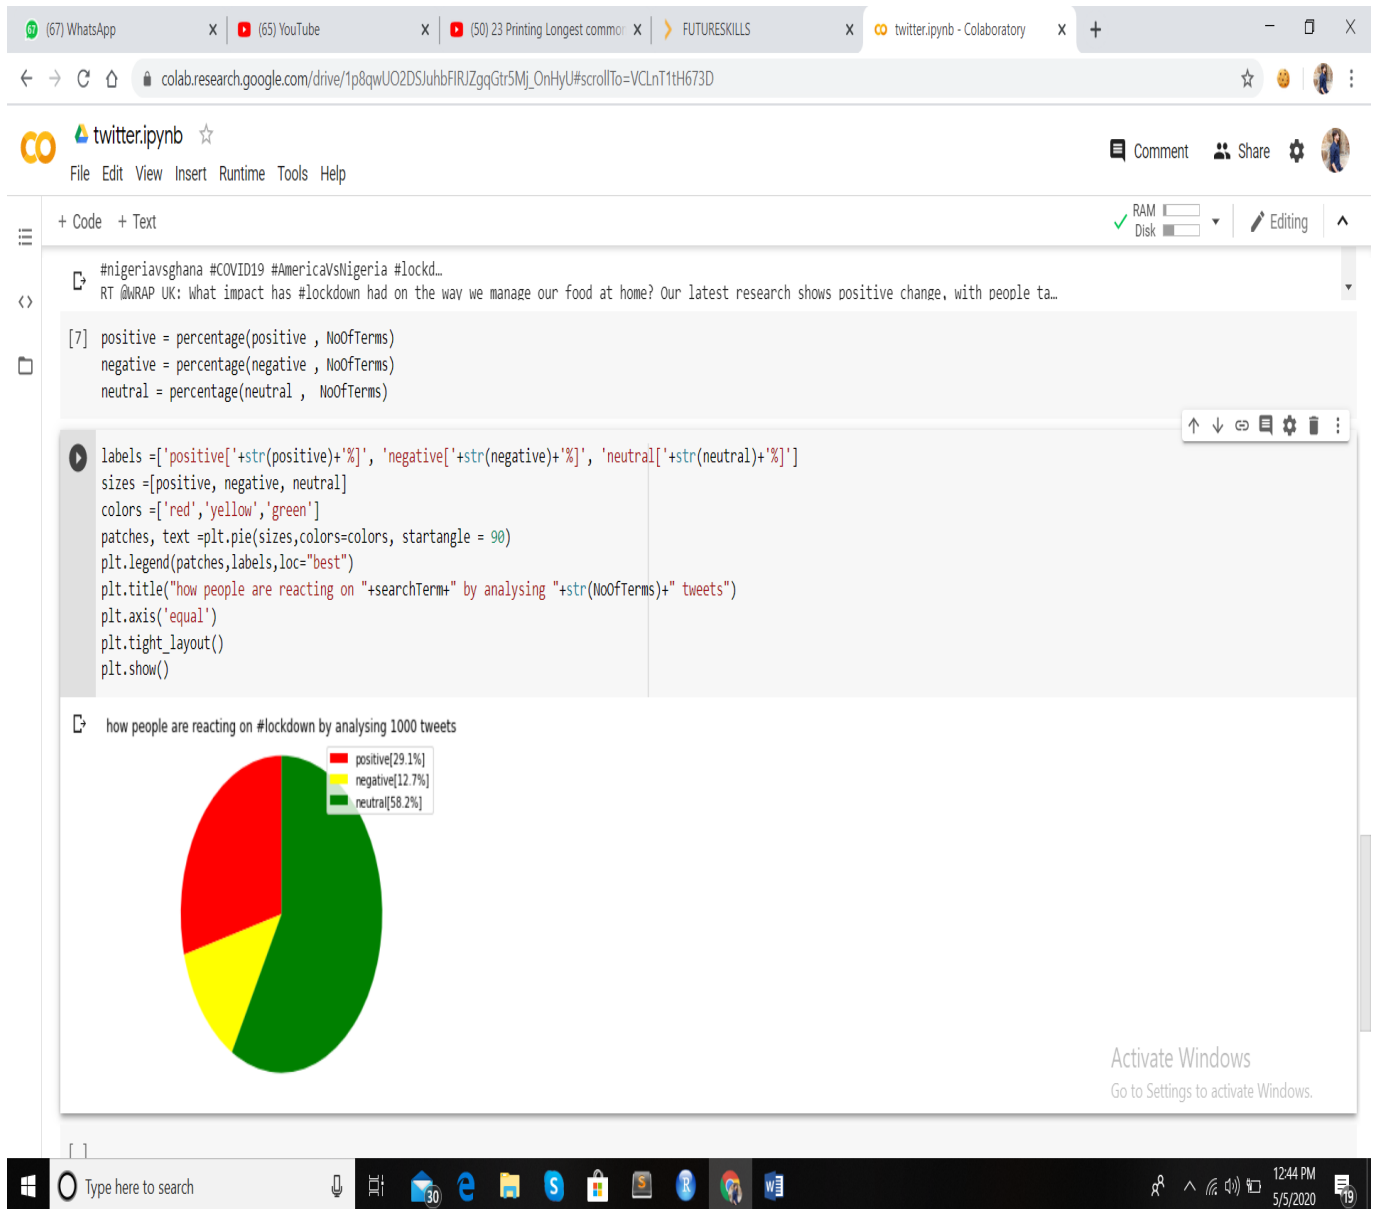 (67) WhatsApp
(65) YouTube
(50) 23 Printing Longest common
FUTURESKILLS
twitter.ipynb - Colaboratory
colab.research.google.com/drive/1p8qwUO2DSJuhbFlRJZgqGtr5Mj_OnHyU#scrollTo=VCLnT1tH673D
CO twitter.ipynb
Comment Share
File Edit View Insert Runtime Tools Help
+ Code + Text
RAM
Disk
Editing
#nigeriavsghana #COVID19 #AmericaVsNigeria #lockd…
RT @WRAP_UK: What impact has #lockdown had on the way we manage our food at home? Our latest research shows positive change, with people ta…
[7] positive = percentage(positive , NoOfTerms)
negative = percentage(negative , NoOfTerms)
neutral = percentage(neutral ,  NoOfTerms)
labels =['positive['+str(positive)+'%]', 'negative['+str(negative)+'%]', 'neutral['+str(neutral)+'%]']
sizes =[positive, negative, neutral]
colors =['red','yellow','green']
patches, text =plt.pie(sizes,colors=colors, startangle = 90)
plt.legend(patches,labels,loc="best")
plt.title("how people are reacting on "+searchTerm+" by analysing "+str(NoOfTerms)+" tweets")
plt.axis('equal')
plt.tight_layout()
plt.show()
how people are reacting on #lockdown by analysing 1000 tweets
positive[29.1%]
negative[12.7%]
neutral[58.2%]
Activate Windows
Go to Settings to activate Windows.
[ ]
Type here to search
30
12:44 PM
5/5/2020
19